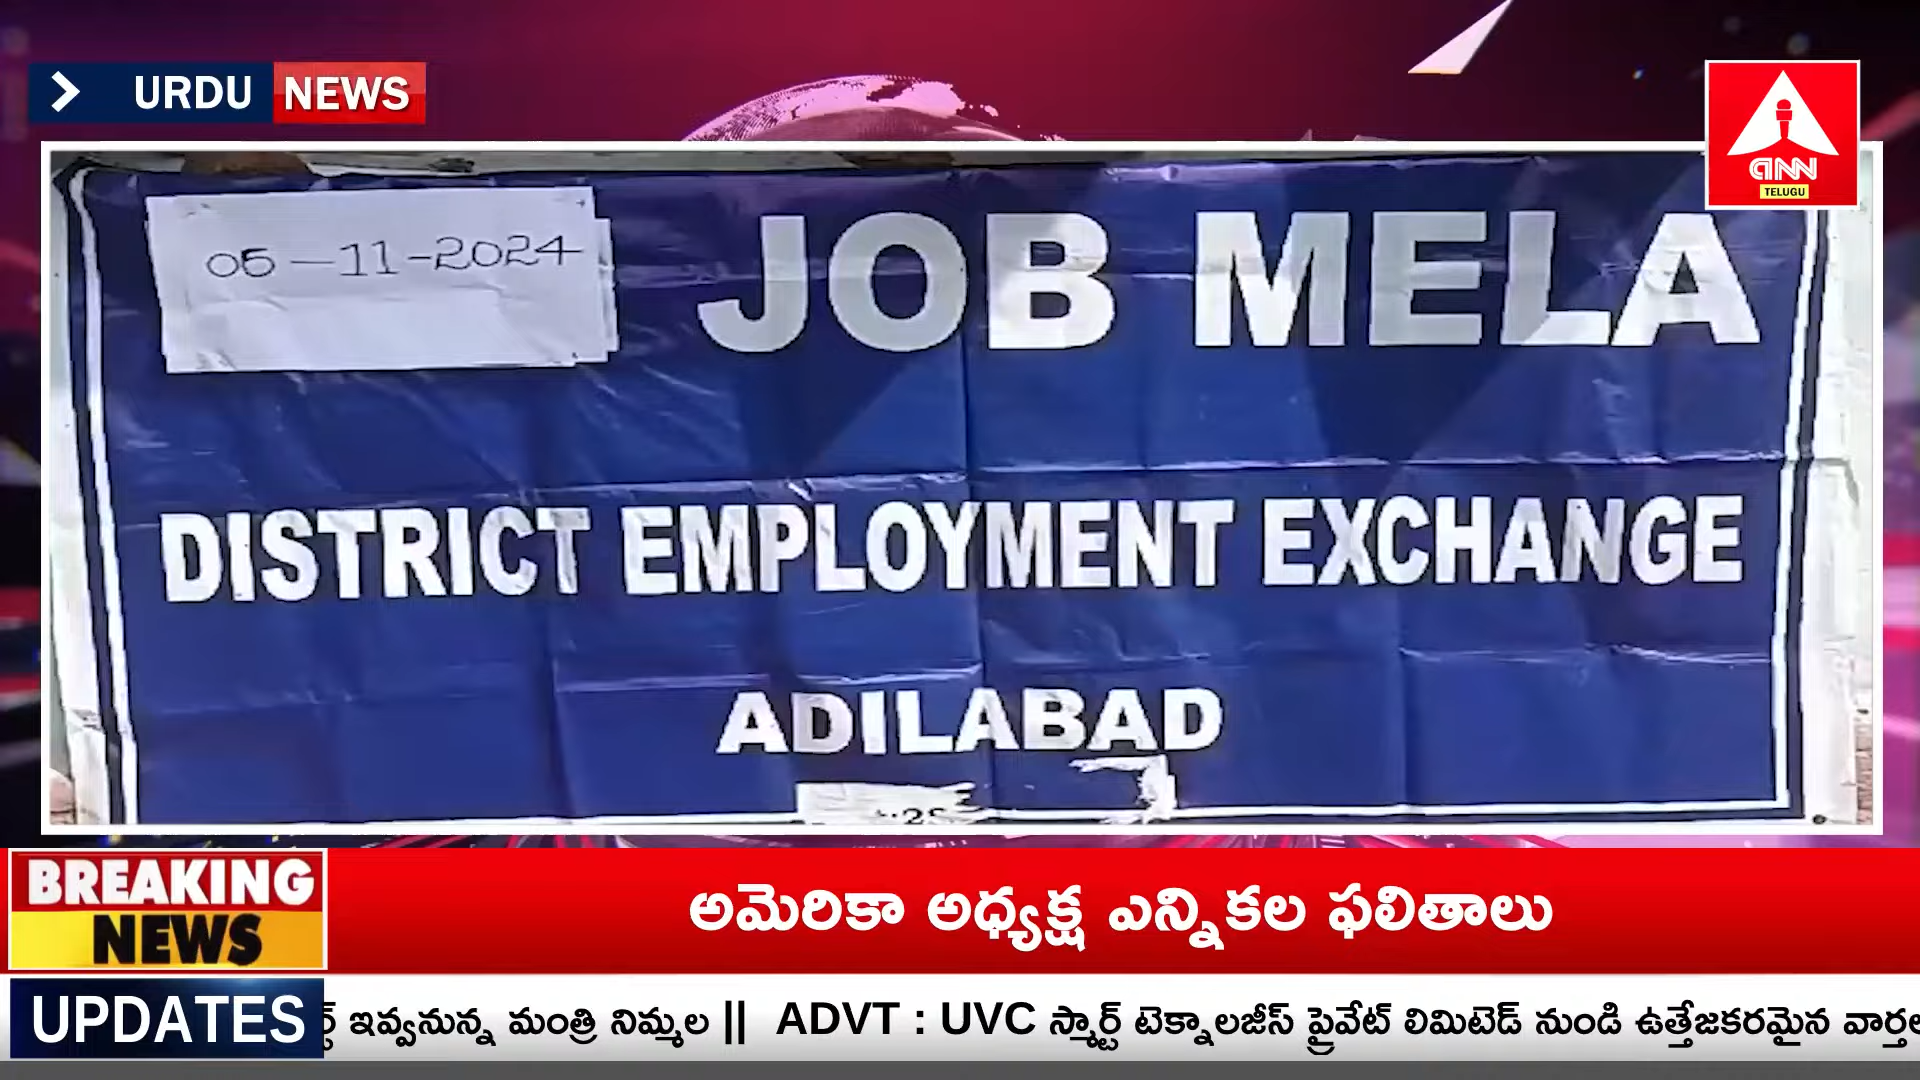 URDU NEWS
ANN
TELUGU
05-11-2024
JOB MELA
DISTRICT EMPLOYMENT EXCHANGE
ADILABAD
BREAKING
NEWS
అమెరికా అధ్యక్ష ఎన్నికల ఫలితాలు
UPDATES
ఇవ్వనున్న మంత్రి నిమ్మల || ADVT : UVC స్మార్ట్ టెక్నాలజీస్ ప్రైవేట్ లిమిటెడ్ నుండి ఉత్తేజకరమైన